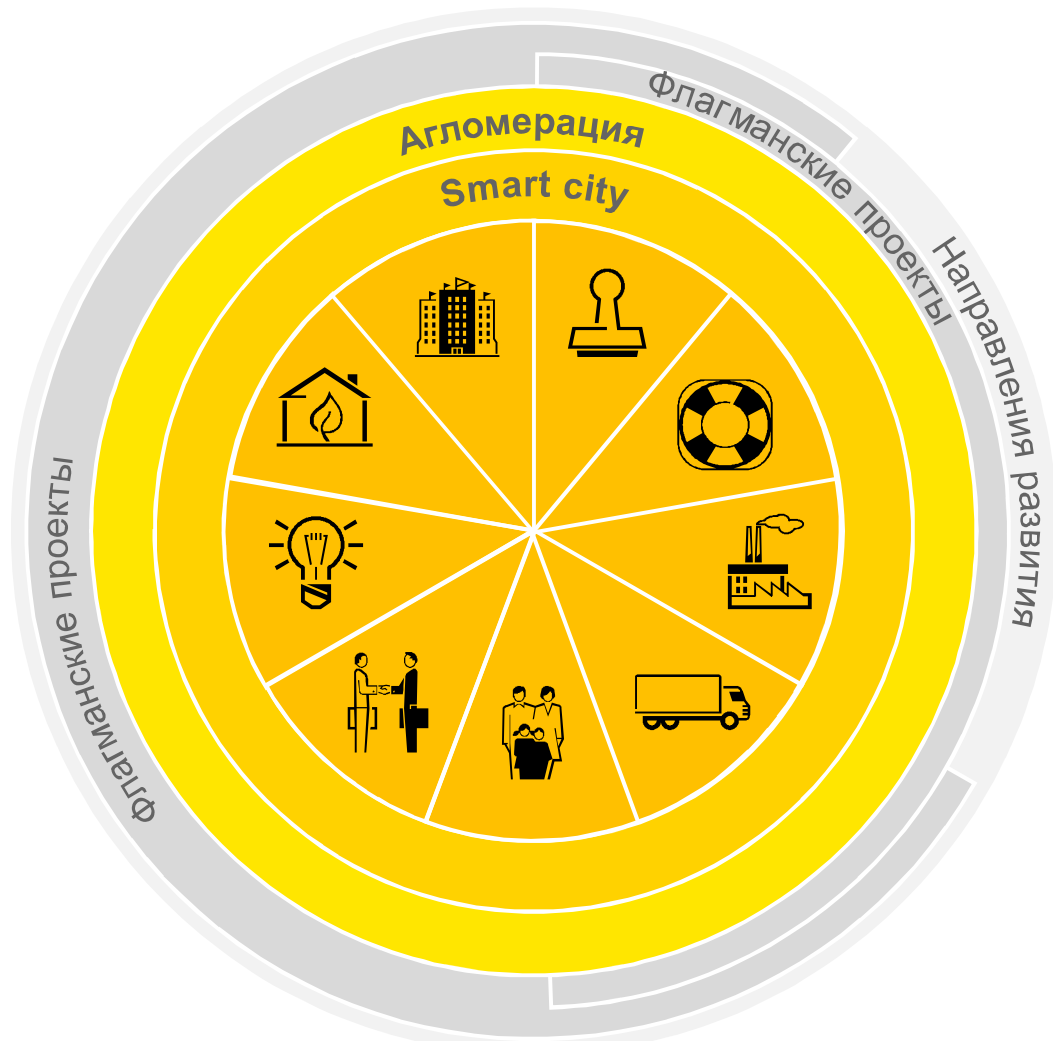 Флагманские проекты
Агломерация
Smart city
Направления развития
Флагманские проекты